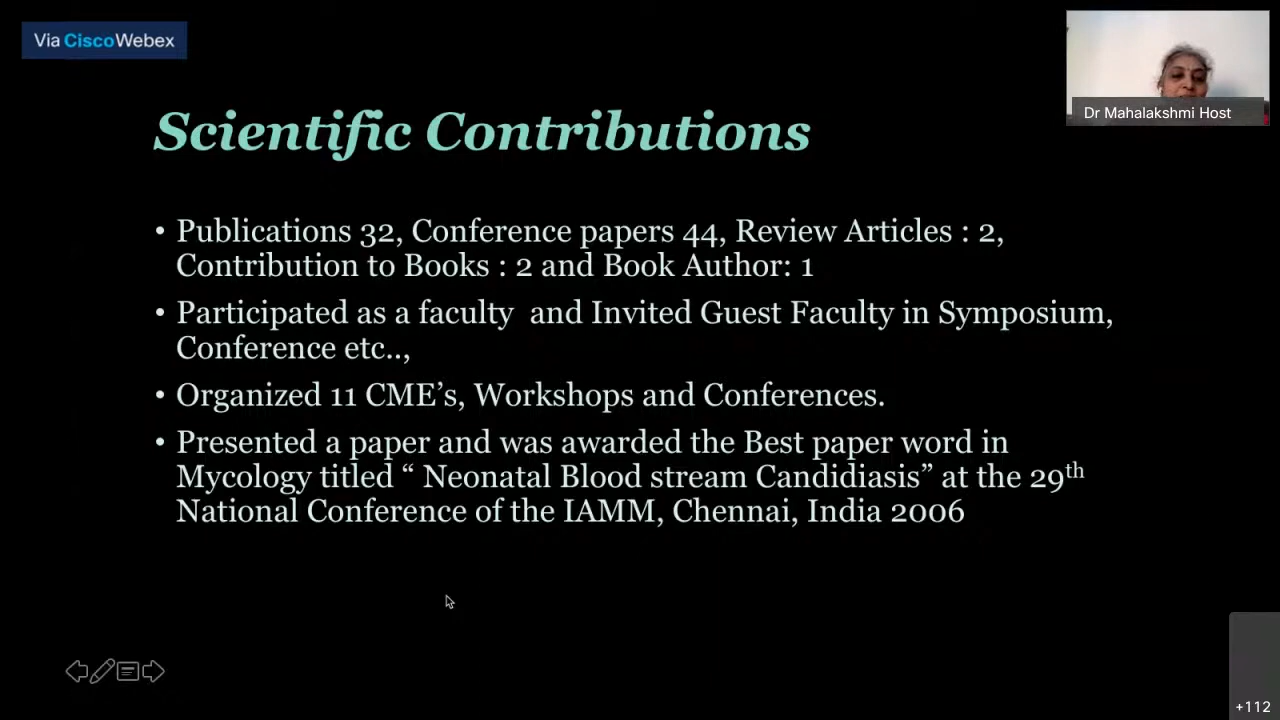 Via CiscoWebex
Dr Mahalakshmi Host
Scientific Contributions
• Publications 32, Conference papers 44, Review Articles : 2,
Contribution to Books : 2 and Book Author: 1
• Participated as a faculty  and Invited Guest Faculty in Symposium,
Conference etc..,
• Organized 11 CME’s, Workshops and Conferences.
• Presented a paper and was awarded the Best paper word in
Mycology titled “ Neonatal Blood stream Candidiasis” at the 29th
National Conference of the IAMM, Chennai, India 2006
+112